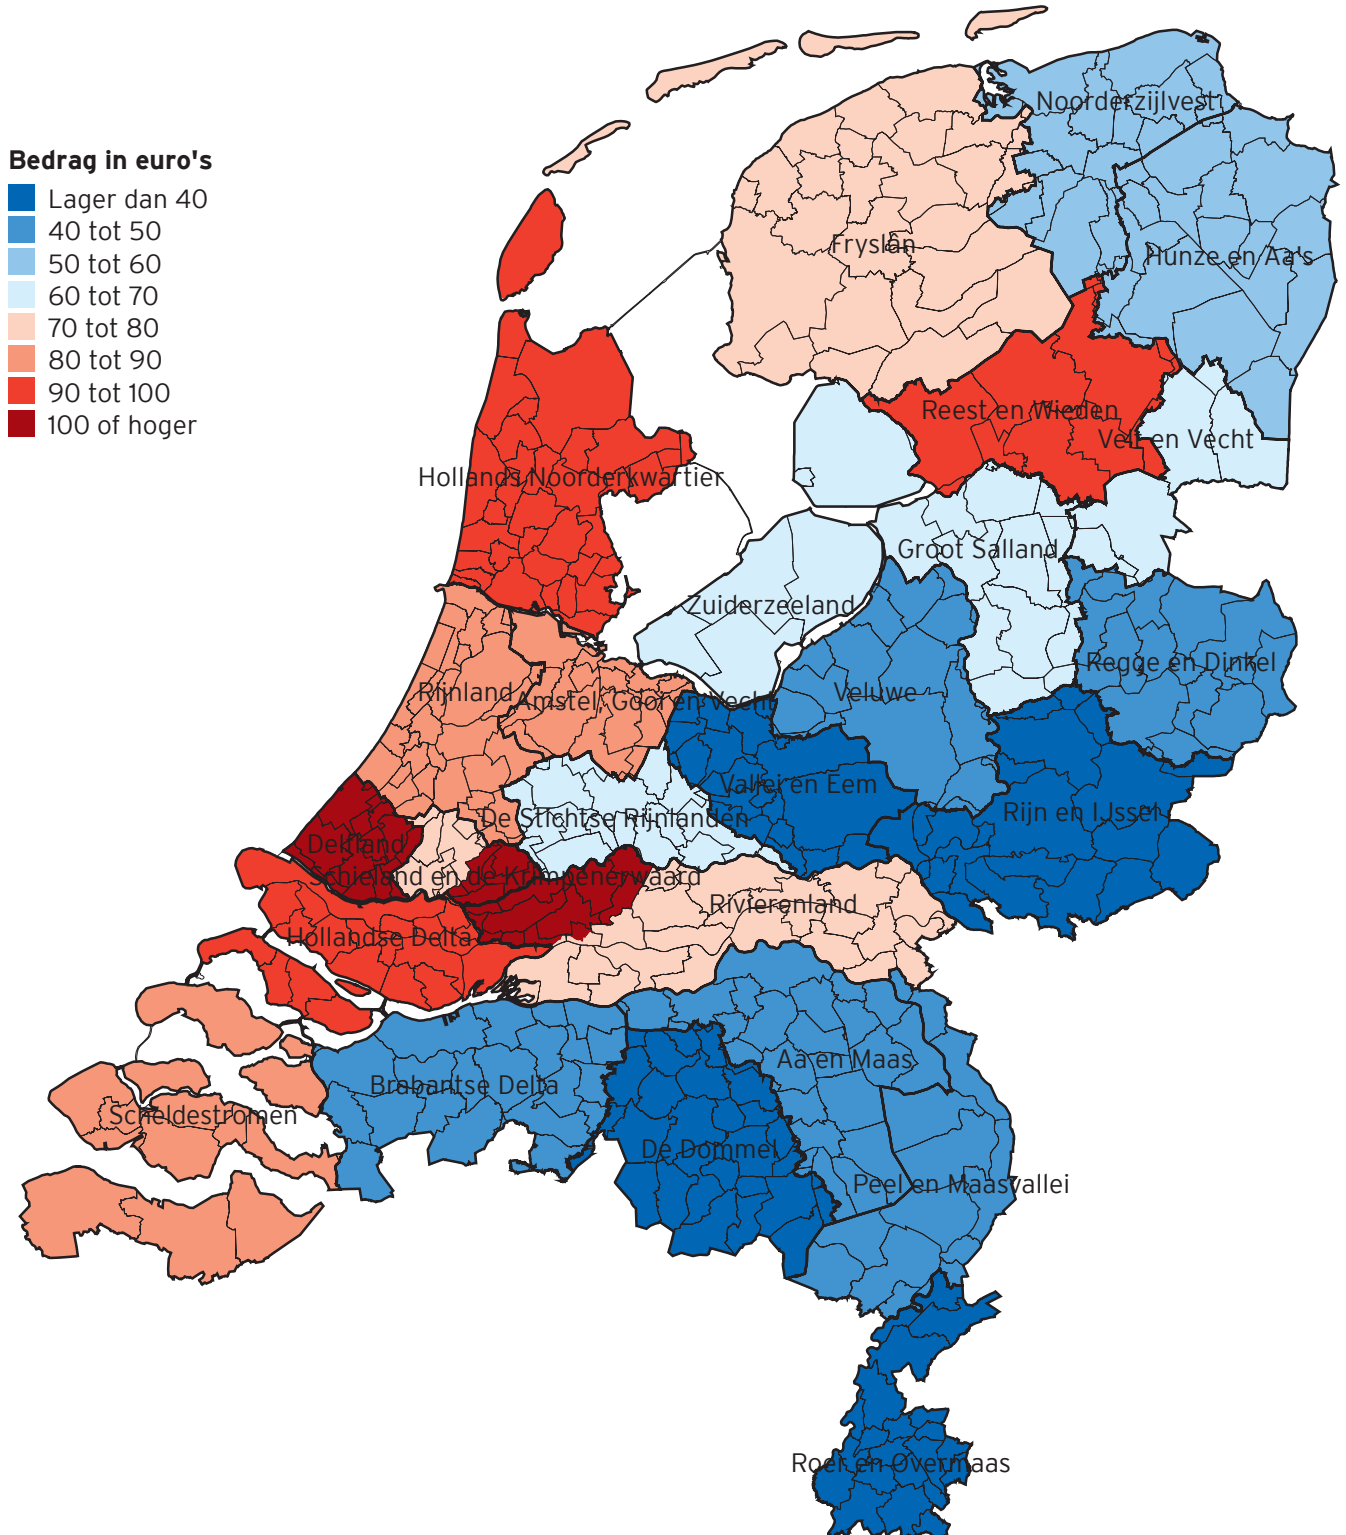 Bedrag in euro's
Lager dan 40
40 tot 50
50 tot 60
60 tot 70
70 tot 80
80 tot 90
90 tot 100
100 of hoger
Noorderzijlvest
Fryslân
Hunze en Aa's
Reest en Wieden
Velt en Vecht
Hollands Noorderkwartier
Groot Salland
Zuiderzeeland
Regge en Dinkel
Rijnland
Amstel, Gooi en Vecht
Veluwe
Vallei en Eem
Rijn en IJssel
De Stichtse Rijnlanden
Delfland
Schieland en de Krimpenerwaard
Rivierenland
Hollandse Delta
Aa en Maas
Brabantse Delta
Scheldestromen
De Dommel
Peel en Maasvallei
Roer en Overmaas